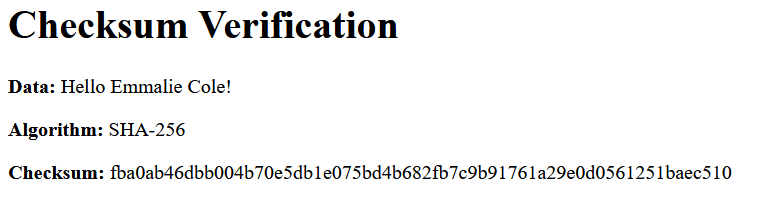 Checksum Verification
Data: Hello Emmalie Cole!
Algorithm: SHA-256
Checksum: fba0ab46dbb004b70e5db1e075bd4b682fb7c9b91761a29e0d0561251baec510